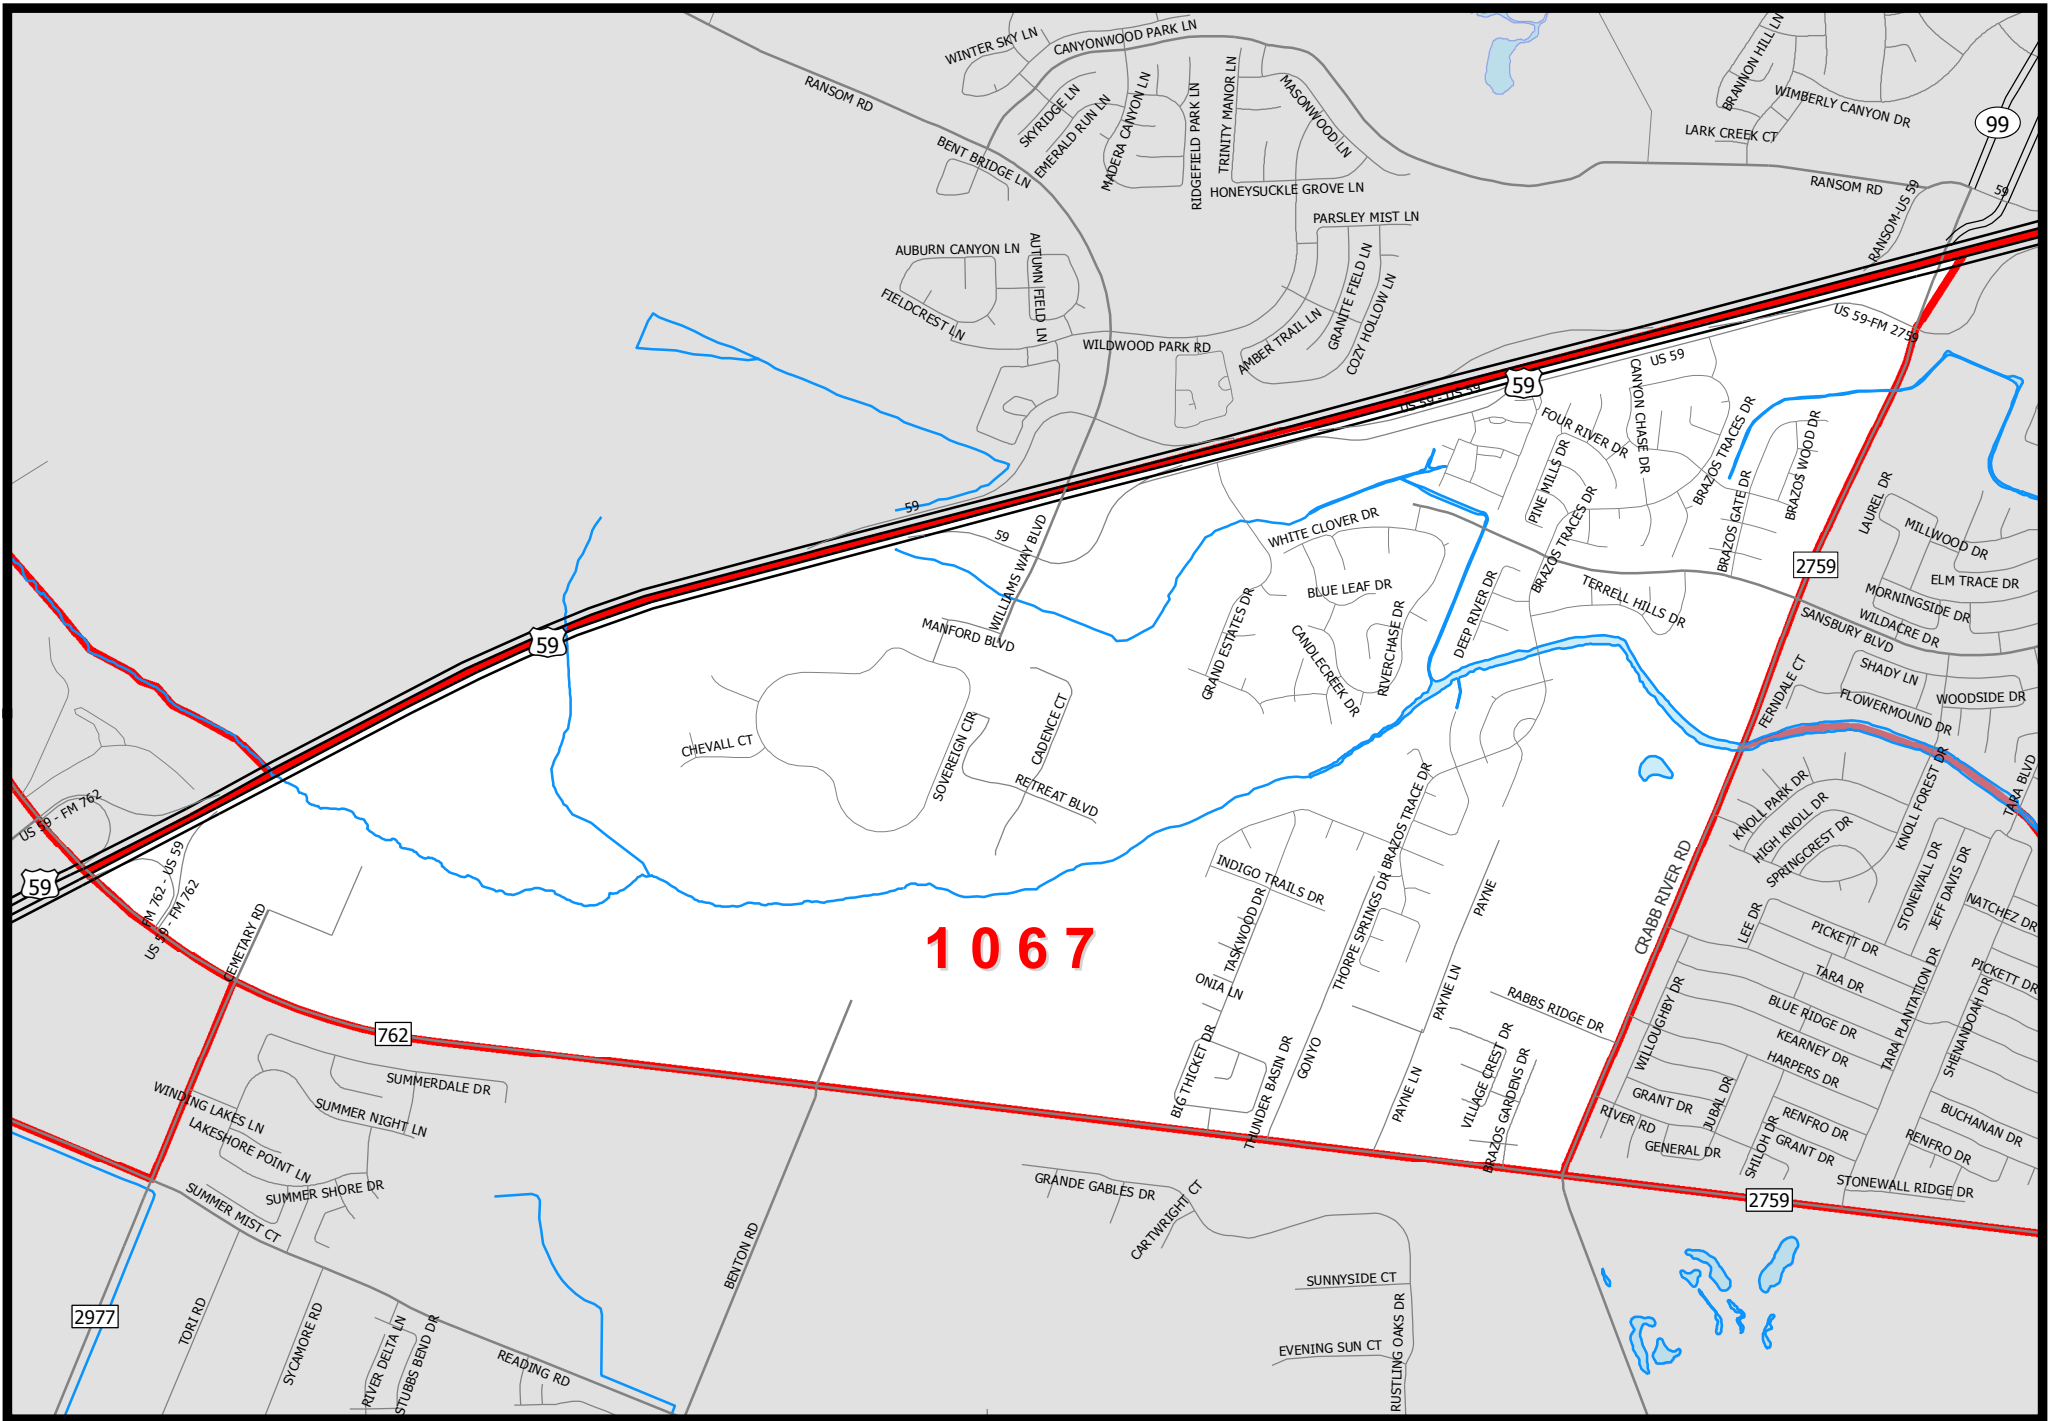 WINTER SKY LN
CANYONWOOD PARK LN
BRANNON HILL LN
RANSOM RD
SKYRIDGE LN
EMERALD RUN LN
MADERA CANYON LN
RIDGEFIELD PARK LN
TRINITY MANOR LN
MASONWOOD LN
WIMBERLY CANYON DR
LARK CREEK CT
99
BENT BRIDGE LN
HONEYSUCKLE GROVE LN
RANSOM RD
59
PARSLEY MIST LN
RANSOM-US 59
AUBURN CANYON LN
AUTUMN FIELD LN
FIELDCREST LN
GRANITE FIELD LN
COZY HOLLOW LN
AMBER TRAIL LN
WILDWOOD PARK RD
US 59-FM 2759
US 59
59
US 59 - US 59
CANYON CHASE DR
FOUR RIVER DR
BRAZOS TRACES DR
BRAZOS WOOD DR
PINE MILLS DR
BRAZOS GATE DR
LAUREL DR
59
59
WILLIAMS WAY BLVD
WHITE CLOVER DR
BRAZOS TRACES DR
MILLWOOD DR
2759
ELM TRACE DR
BLUE LEAF DR
TERRELL HILLS DR
MORNINGSIDE DR
WILDACRE DR
SANSBURY BLVD
GRAND ESTATES DR
DEEP RIVER DR
RIVERCHASE DR
CANDLECREEK DR
MANFORD BLVD
59
SHADY LN
WOODSIDE DR
FERNDALE CT
FLOWERMOUND DR
CHEVALL CT
SOVEREIGN CIR
CADENCE CT
RETREAT BLVD
BRAZOS TRACE DR
KNOLL PARK DR
HIGH KNOLL DR
SPRINGCREST DR
KNOLL FOREST DR
TARA BLVD
US 59 - FM 762
59
FM 762 - US 59
US 59 - FM 762
CEMETARY RD
INDIGO TRAILS DR
TASKWOOD DR
THORPE SPRINGS DR
PAYNE
CRABB RIVER RD
STONEWALL DR
JEFF DAVIS DR
NATCHEZ DR
LEE DR
PICKETT DR
1067
ONIA LN
PAYNE LN
RABBS RIDGE DR
TARA DR
PICKETT DR
WILLOUGHBY DR
BLUE RIDGE DR
TARA PLANTATION DR
SHENANDOAH DR
762
KEARNEY DR
HARPERS DR
BIG THICKET DR
THUNDER BASIN DR
GONYO
PAYNE LN
VILLAGE CREST DR
BRAZOS GARDENS DR
SUMMERDALE DR
WINDING LAKES LN
SUMMER NIGHT LN
LAKESHORE POINT LN
GRANT DR
JUBAL DR
RIVER RD
GENERAL DR
SHILOH DR
RENFRO DR
GRANT DR
BUCHANAN DR
RENFRO DR
SUMMER SHORE DR
SUMMER MIST CT
GRANDE GABLES DR
CARTWRIGHT CT
STONEWALL RIDGE DR
2759
BENTON RD
SUNNYSIDE CT
RUSTLING OAKS DR
EVENING SUN CT
2977
TORI RD
SYCAMORE RD
RIVER DELTA LN
STUBBS BEND DR
READING RD